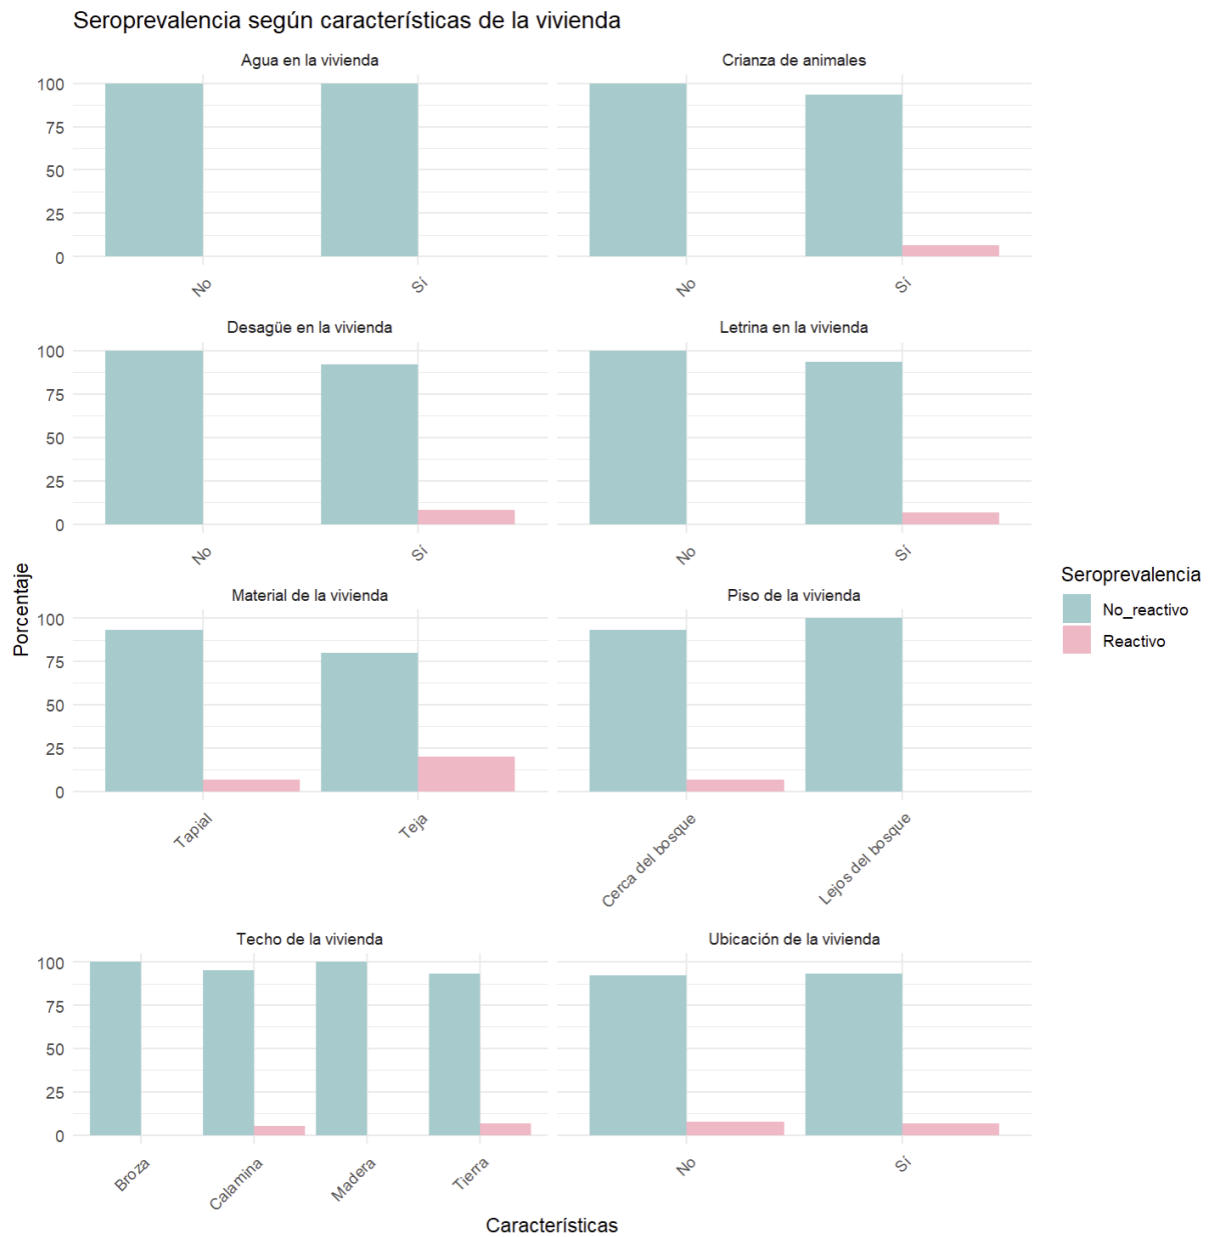 Seroprevalencia según características de la vivienda
Agua en la vivienda
Crianza de animales
100
75
50
25
0
No
Sí
No
Sí
Desagüe en la vivienda
Letrina en la vivienda
100
75
50
25
0
No
Sí
No
Sí
Material de la vivienda
Piso de la vivienda
100
75
50
25
0
Tapial
Teja
Cerca del bosque
Lejos del bosque
Techo de la vivienda
Ubicación de la vivienda
100
75
50
25
0
Broza
Calamina
Madera
Tierra
No
Sí
Porcentaje
Características
Seroprevalencia
No_reactivo
Reactivo